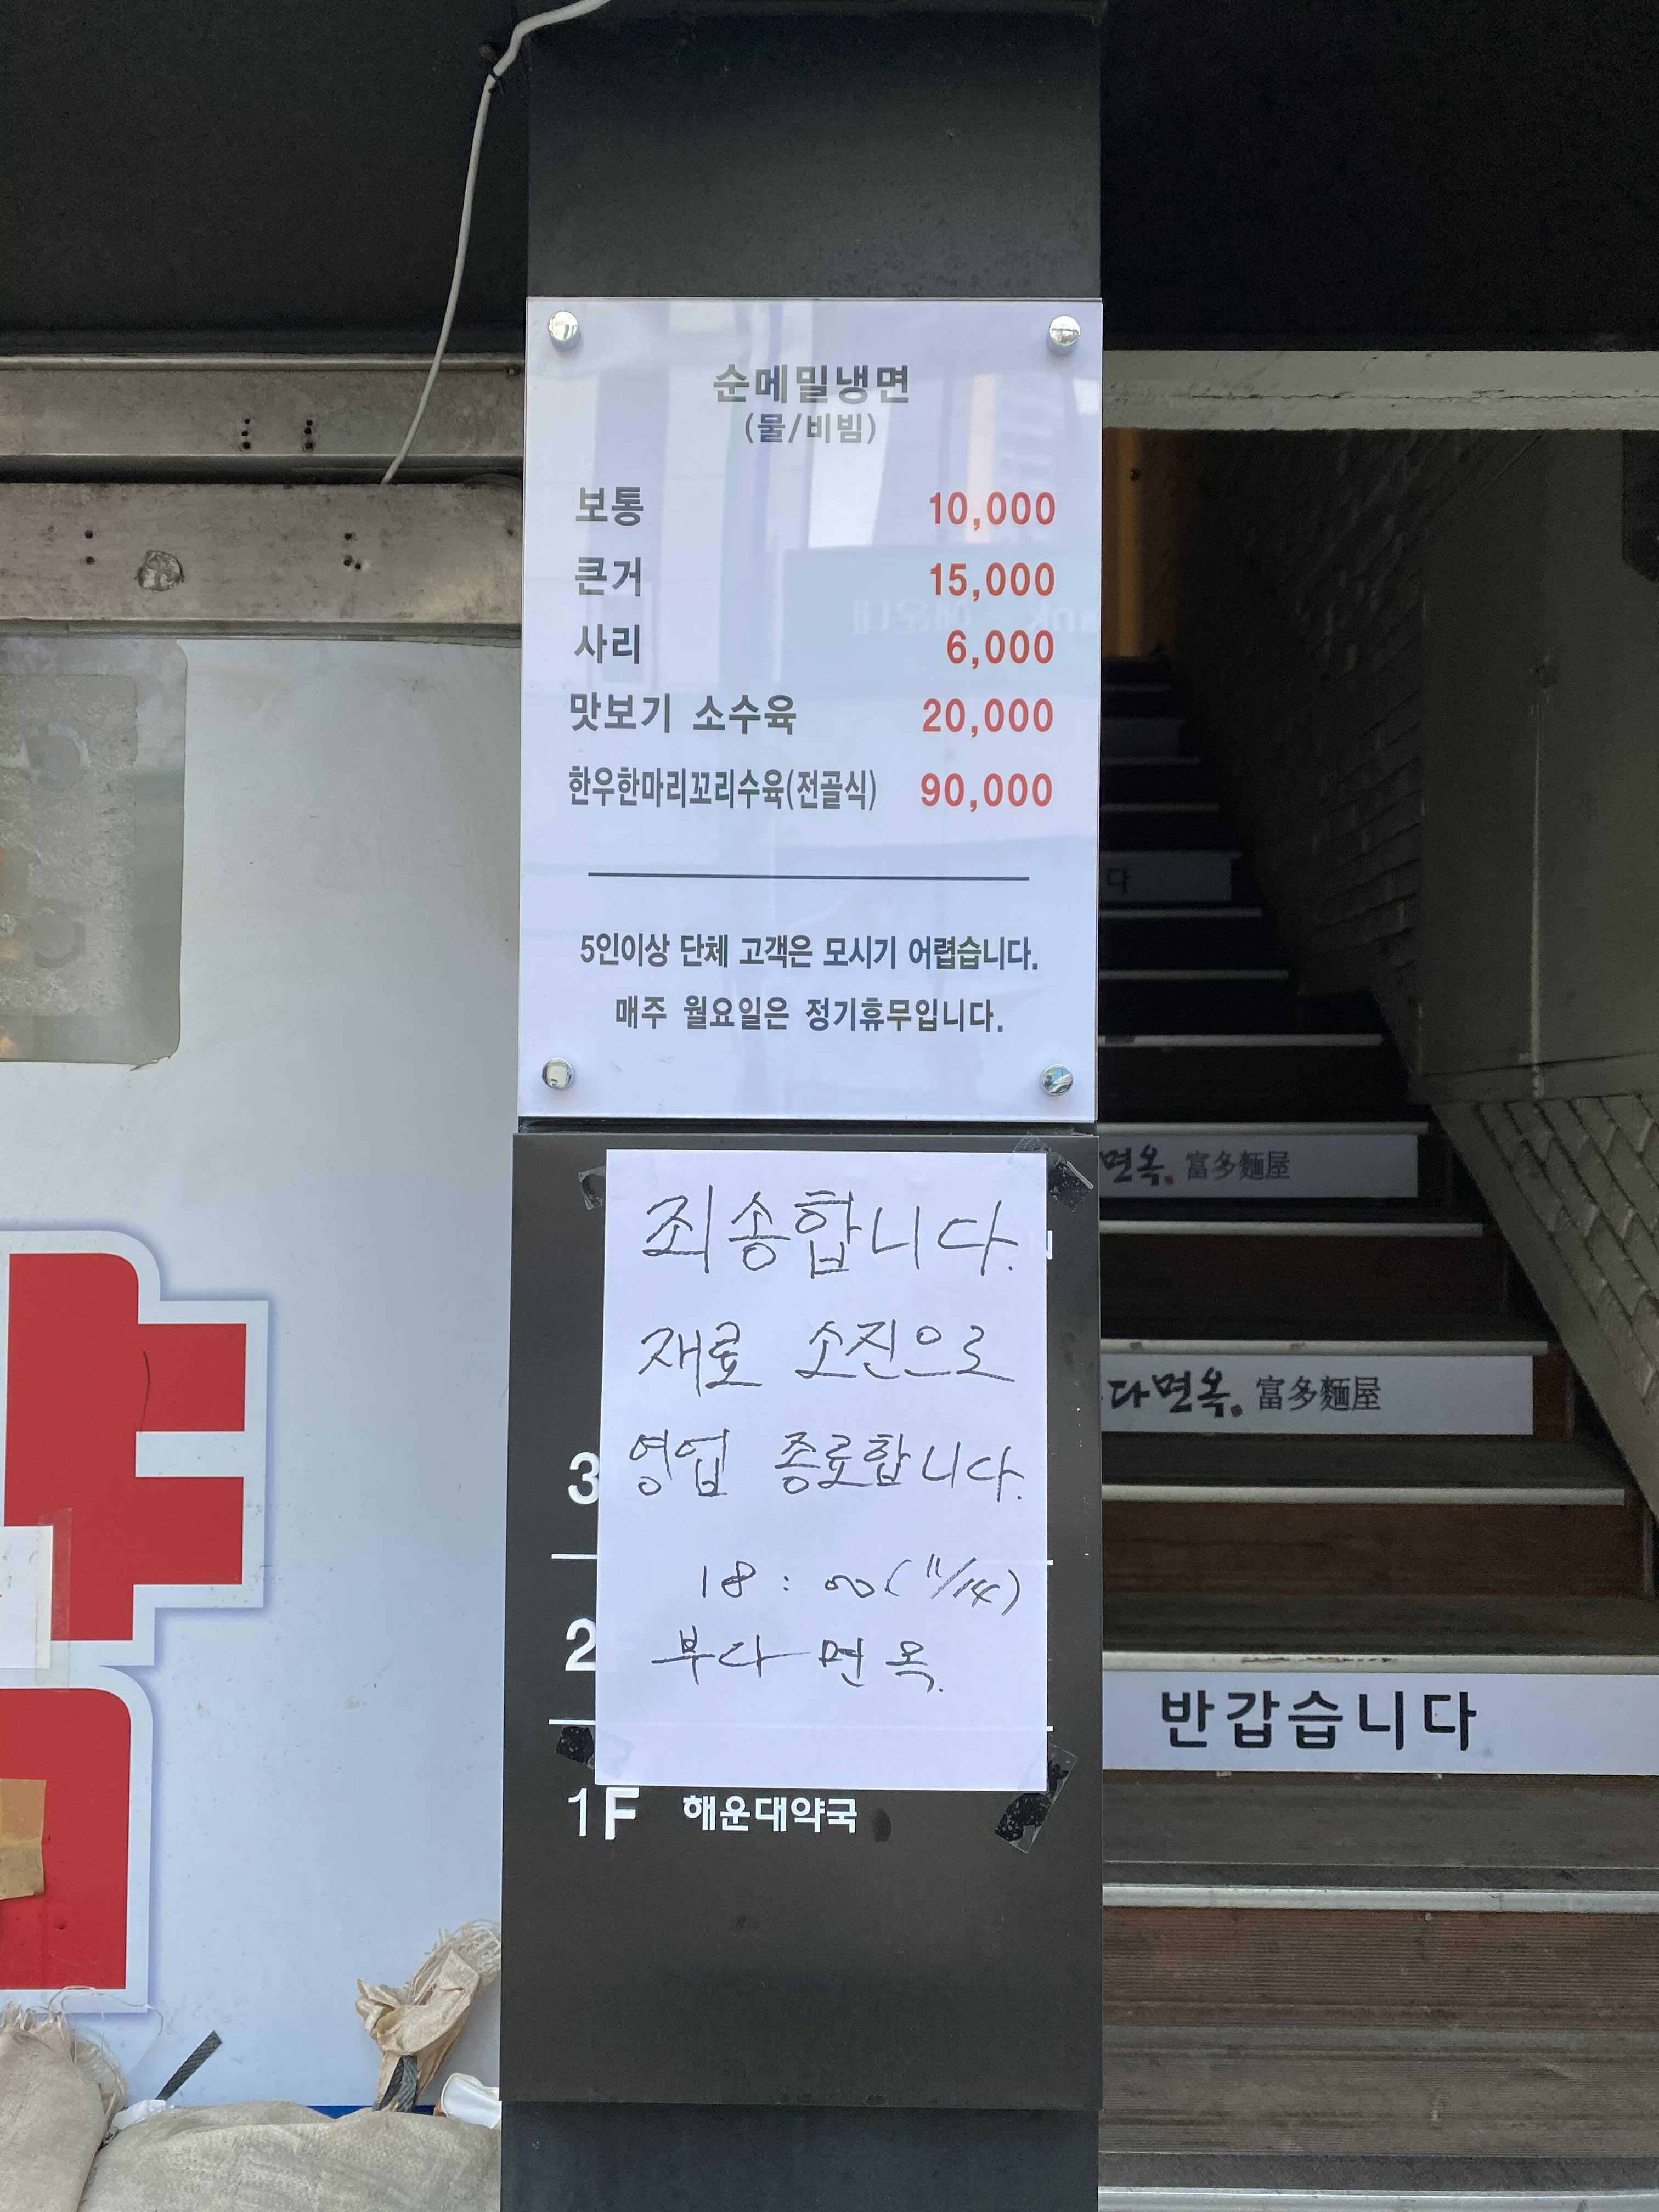 순메밀냉면
(물/비빔)
보통 10,000
큰거 15,000
사리 6,000
맛보기 소수육 20,000
한우한마리꼬리수육(전골식) 90,000
5인이상 단체 고객은 모시기 어렵습니다.
매주 월요일은 정기휴무입니다.
죄송합니다.
재료 소진으로
영업 종료합니다.
18:00(11/14)
부다면옥.
3
2
1F 해운대약국
다
면옥. 富多麵屋
다면옥. 富多麵屋
반갑습니다